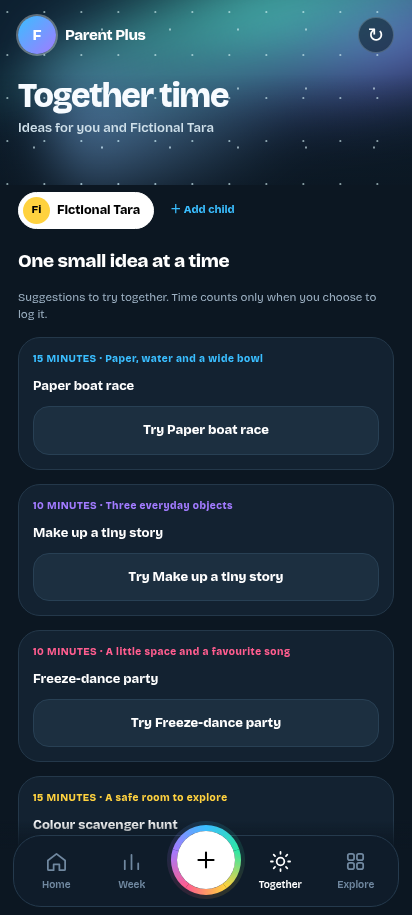 F
Parent Plus
↻
Together time
Ideas for you and Fictional Tara
Fi
Fictional Tara
+ Add child
One small idea at a time
Suggestions to try together. Time counts only when you choose to
log it.
15 MINUTES · Paper, water and a wide bowl
Paper boat race
Try Paper boat race
10 MINUTES · Three everyday objects
Make up a tiny story
Try Make up a tiny story
10 MINUTES · A little space and a favourite song
Freeze-dance party
Try Freeze-dance party
15 MINUTES · A safe room to explore
Colour scavenger hunt
+
Home
Week
Together
Explore